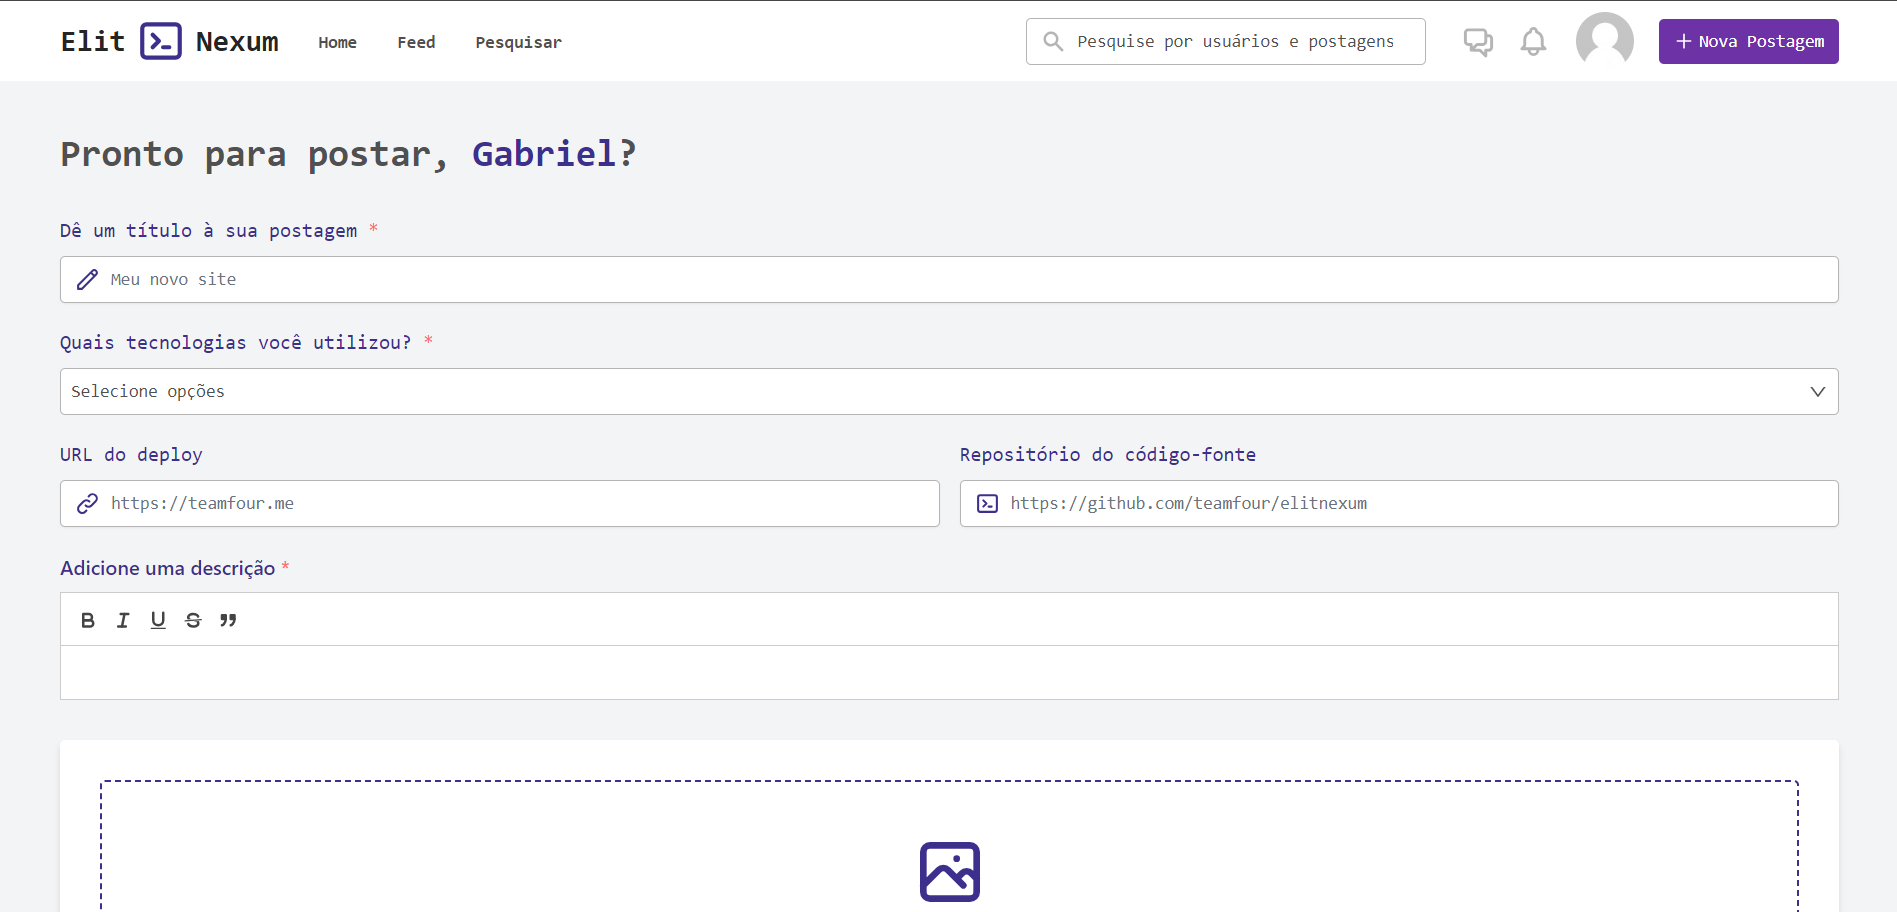 Elit Nexum Home Feed Pesquisar Pesquise por usuários e postagens Nova Postagem
Pronto para postar, Gabriel?
Dê um título à sua postagem *
Meu novo site
Quais tecnologias você utilizou? *
Selecione opções
URL do deploy Repositório do código-fonte
https://teamfour.me https://github.com/teamfour/elitnexum
Adicione uma descrição *
B I U S